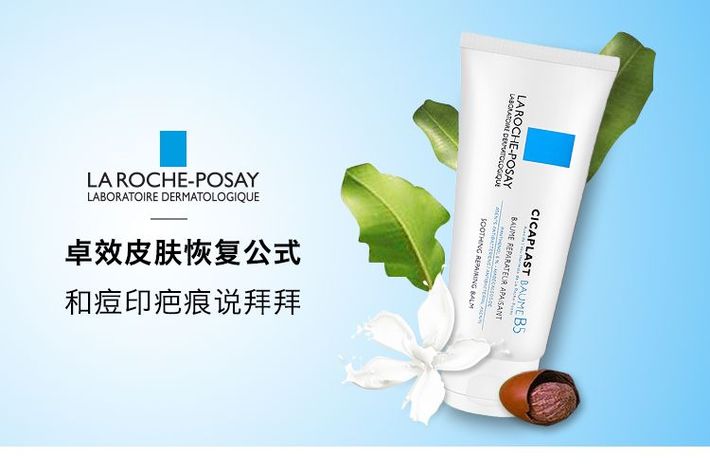 LA ROCHE-POSAY
LABORATOIRE DERMATOLOGIQUE
卓效皮肤恢复公式
和痘印疤痕说拜拜
LA ROCHE-POSAY
LABORATOIRE DERMATOLOGIQUE
CICAPLAST BAUME B5
BAUME RÉPARATEUR APAISANT
SOOTHING REPAIRING BALM